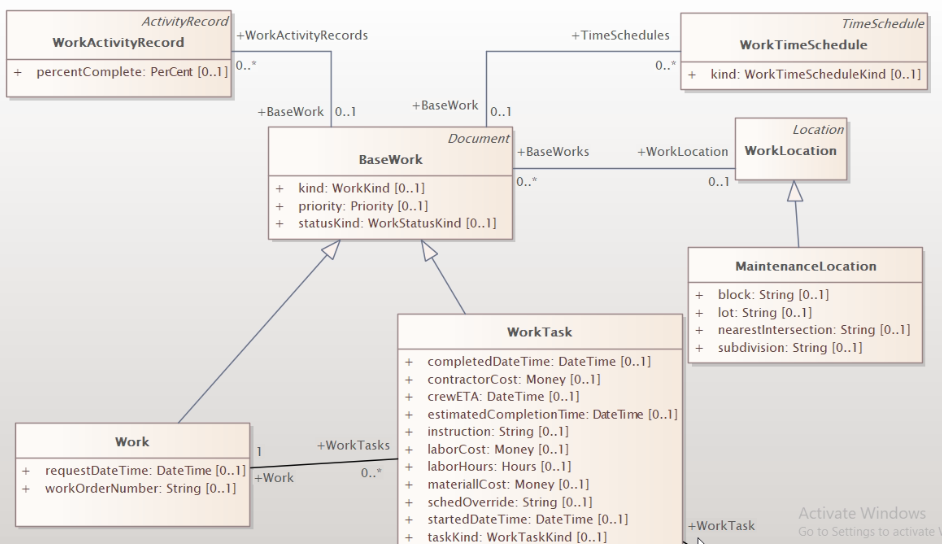 ActivityRecord
WorkActivityRecord
+ percentComplete: PerCent [0..1]
+WorkActivityRecords
0..*
+BaseWork
0..1
+TimeSchedules
0..*
+BaseWork
0..1
TimeSchedule
WorkTimeSchedule
+ kind: WorkTimeScheduleKind [0..1]
Document
BaseWork
+ kind: WorkKind [0..1]
+ priority: Priority [0..1]
+ statusKind: WorkStatusKind [0..1]
+BaseWorks
0..*
+WorkLocation
0..1
Location
WorkLocation
MaintenanceLocation
+ block: String [0..1]
+ lot: String [0..1]
+ nearestIntersection: String [0..1]
+ subdivision: String [0..1]
WorkTask
+ completedDateTime: DateTime [0..1]
+ contractorCost: Money [0..1]
+ crewETA: DateTime [0..1]
+ estimatedCompletionTime: DateTime [0..1]
+ instruction: String [0..1]
+ laborCost: Money [0..1]
+ laborHours: Hours [0..1]
+ materiallCost: Money [0..1]
+ schedOverride: String [0..1]
+ startedDateTime: DateTime [0..1]
+ taskKind: WorkTaskKind [0..1]
Work
+ requestDateTime: DateTime [0..1]
+ workOrderNumber: String [0..1]
1
+Work
+WorkTasks
0..*
+WorkTask
Activate Windows
Go to Settings to activate W